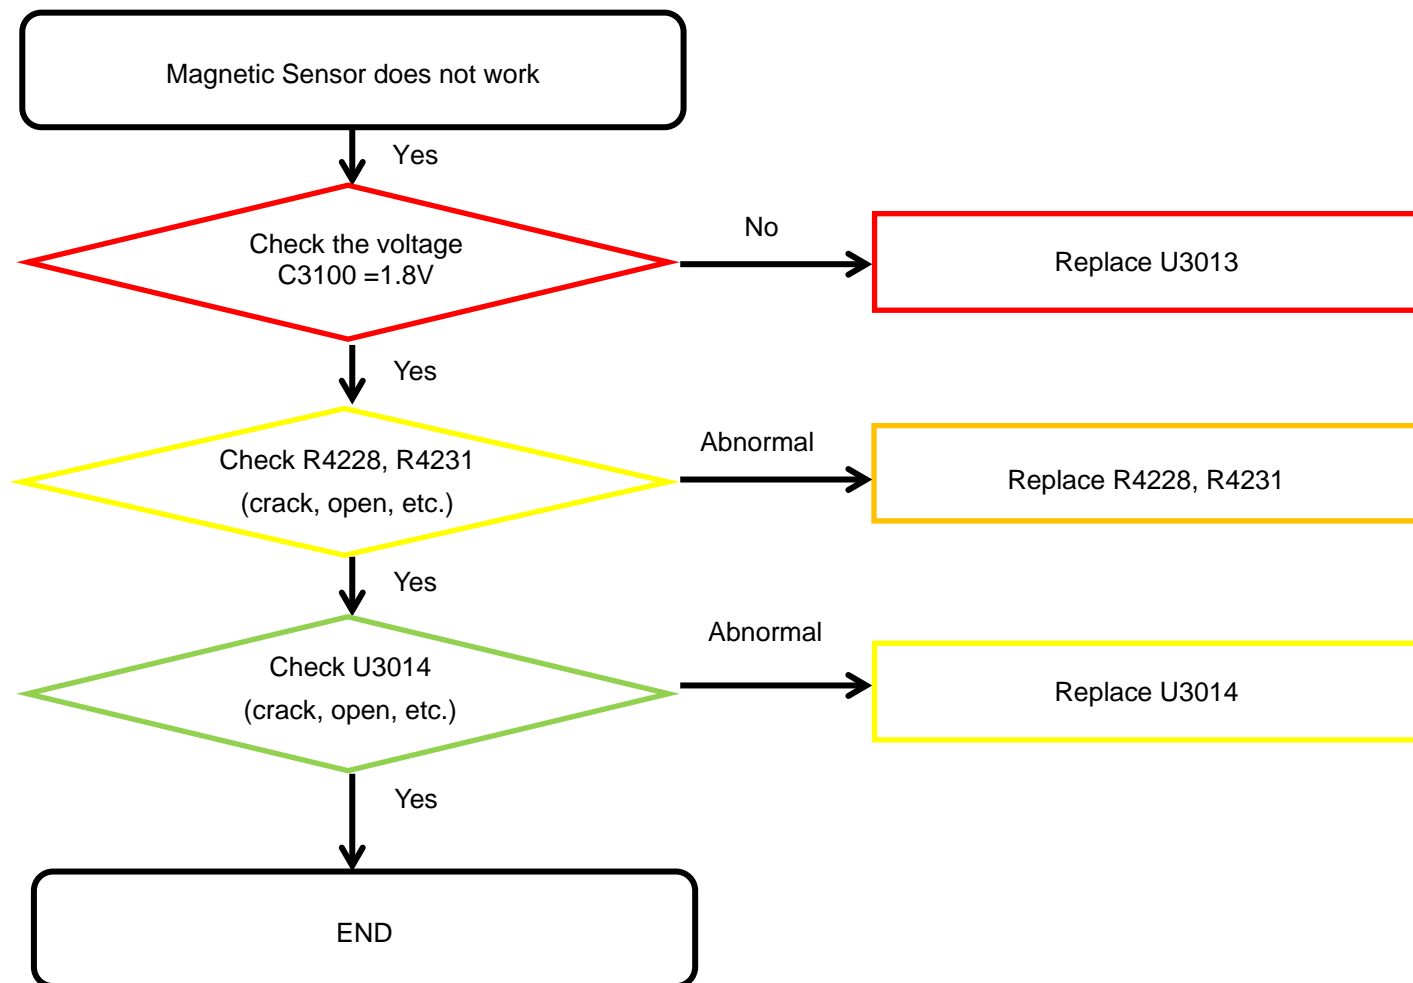 Magnetic Sensor does not work
Yes
Check the voltage
C3100 =1.8V
No
Replace U3013
Yes
Check R4228, R4231
(crack, open, etc.)
Abnormal
Replace R4228, R4231
Yes
Check U3014
(crack, open, etc.)
Abnormal
Replace U3014
Yes
END